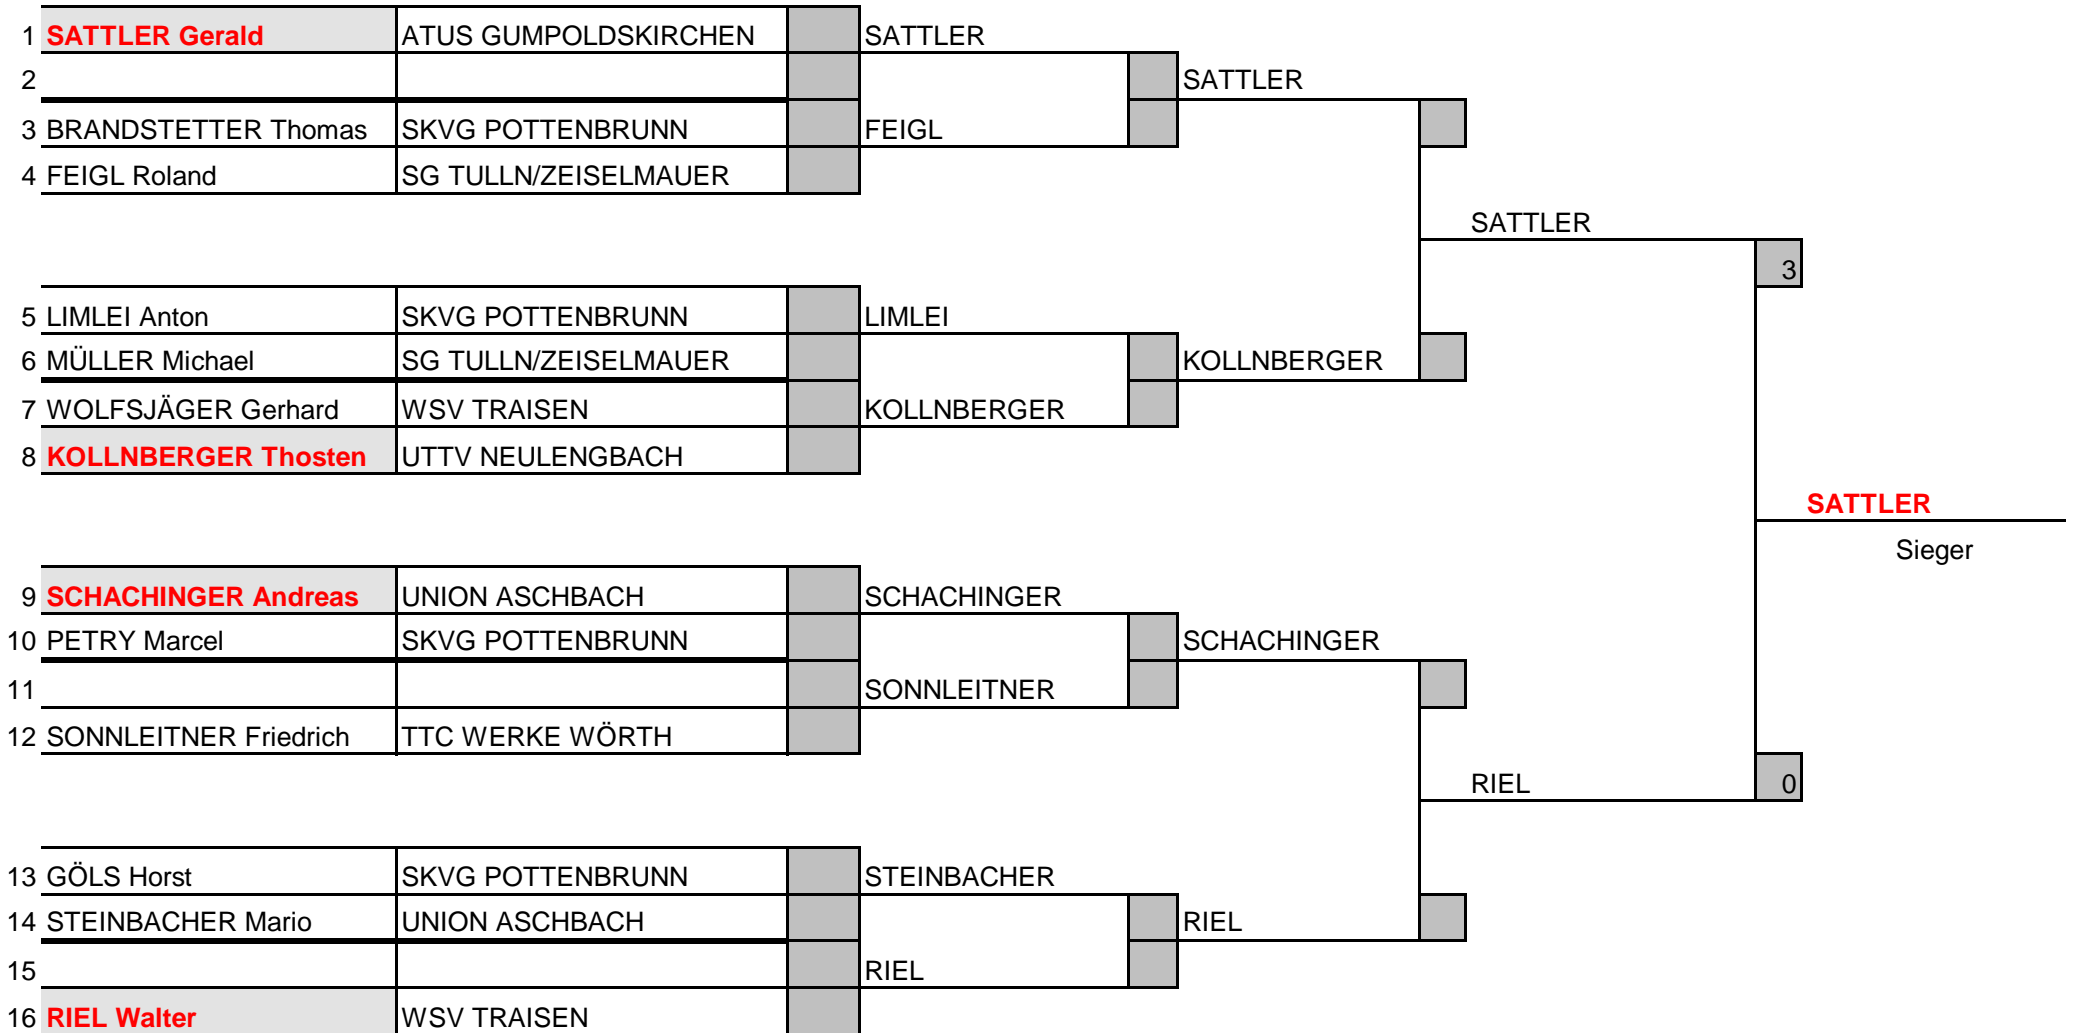 1 SATTLER Gerald ATUS GUMPOLDSKIRCHEN SATTLER
2 SATTLER
3 BRANDSTETTER Thomas SKVG POTTENBRUNN FEIGL
4 FEIGL Roland SG TULLN/ZEISELMAUER
SATTLER
3
5 LIMLEI Anton SKVG POTTENBRUNN LIMLEI
6 MÜLLER Michael SG TULLN/ZEISELMAUER KOLLNBERGER
7 WOLFSJÄGER Gerhard WSV TRAISEN KOLLNBERGER
8 KOLLNBERGER Thosten UTTV NEULENGBACH
SATTLER
Sieger
9 SCHACHINGER Andreas UNION ASCHBACH SCHACHINGER
10 PETRY Marcel SKVG POTTENBRUNN SCHACHINGER
11 SONNLEITNER
12 SONNLEITNER Friedrich TTC WERKE WÖRTH
RIEL 0
13 GÖLS Horst SKVG POTTENBRUNN STEINBACHER
14 STEINBACHER Mario UNION ASCHBACH RIEL
15 RIEL
16 RIEL Walter WSV TRAISEN